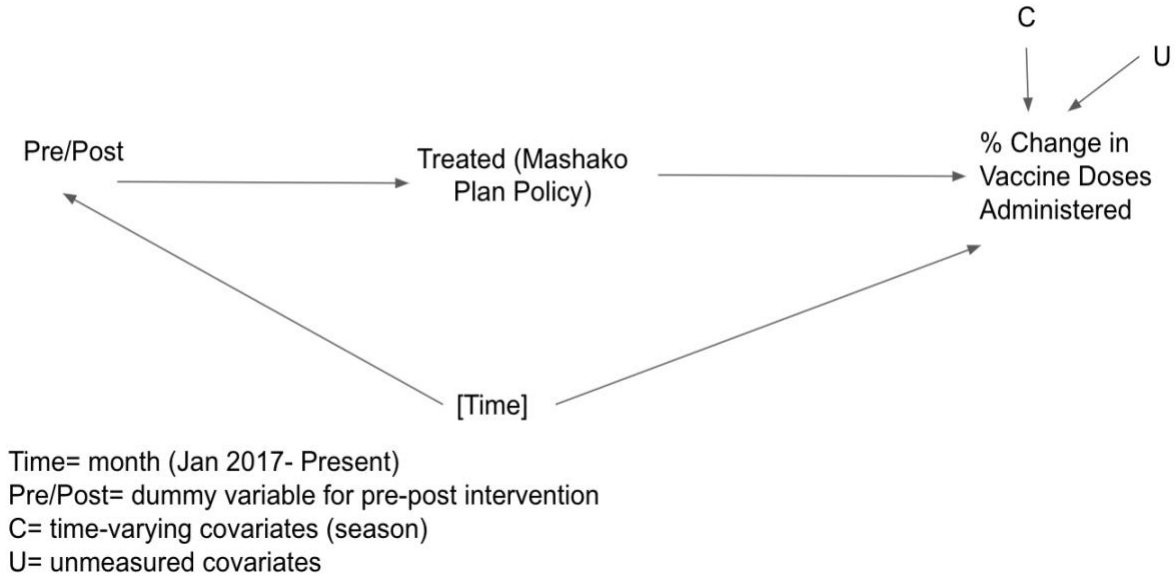 C
U
Pre/Post
Treated (Mashako
Plan Policy)
% Change in
Vaccine Doses
Administered
[Time]
Time= month (Jan 2017- Present)
Pre/Post= dummy variable for pre-post intervention
C= time-varying covariates (season)
U= unmeasured covariates